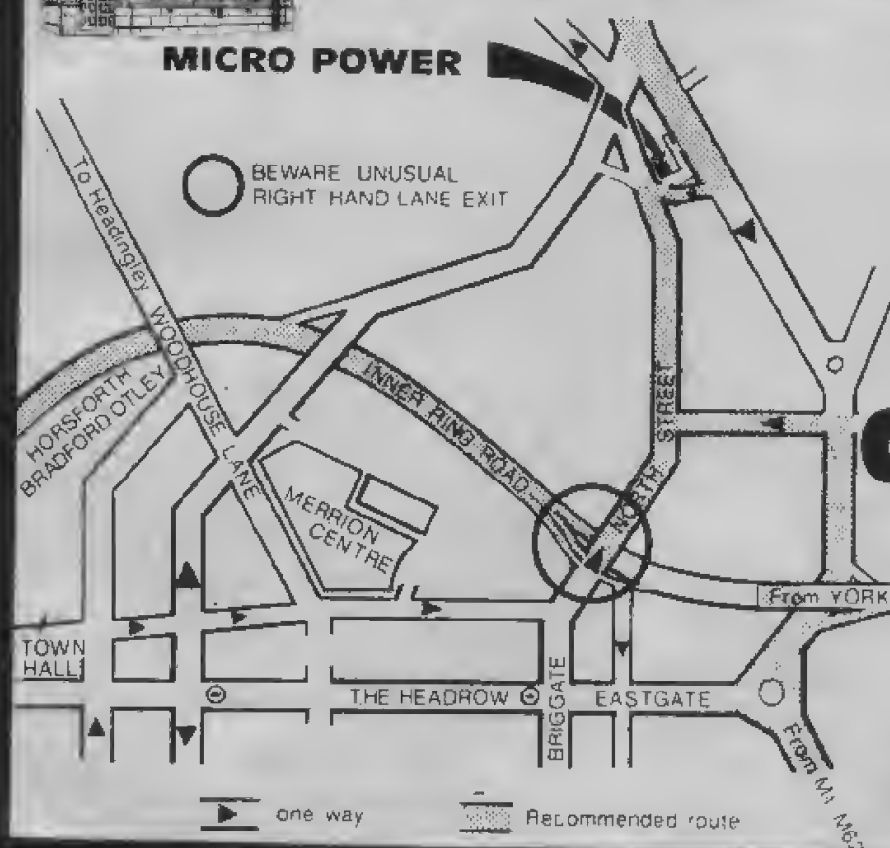 MICRO POWER
BEWARE UNUSUAL
RIGHT HAND LANE EXIT
To Headingley
WOODHOUSE LANE
HORSFORTH
BRADFORD OTLEY
INNER RING ROAD
NORTH STREET
MERRION
CENTRE
From YORK
TOWN
HALL
THE HEADROW
BRIGGATE
EASTGATE
From M1 M62
one way
Recommended route